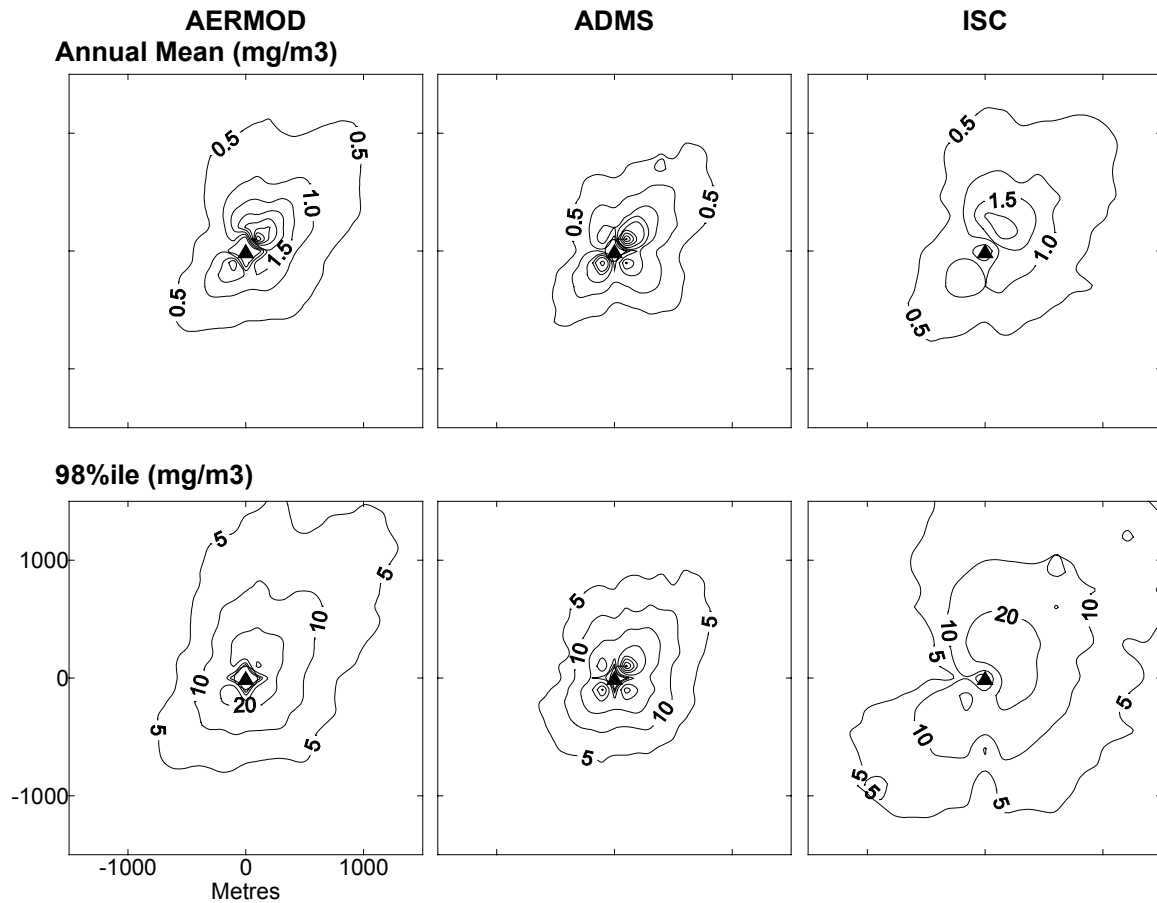 AERMOD ADMS ISC
Annual Mean (mg/m3)
0.5 0.5 1.0 1.5 0.5
0.5 0.5
0.5 1.5 1.0 0.5
98%ile (mg/m3)
5 5 10 10 20 5 5
5 5 10 10 5
20 10 10 5 5 10 5 5 5
1000
0
-1000
-1000 0 1000
Metres